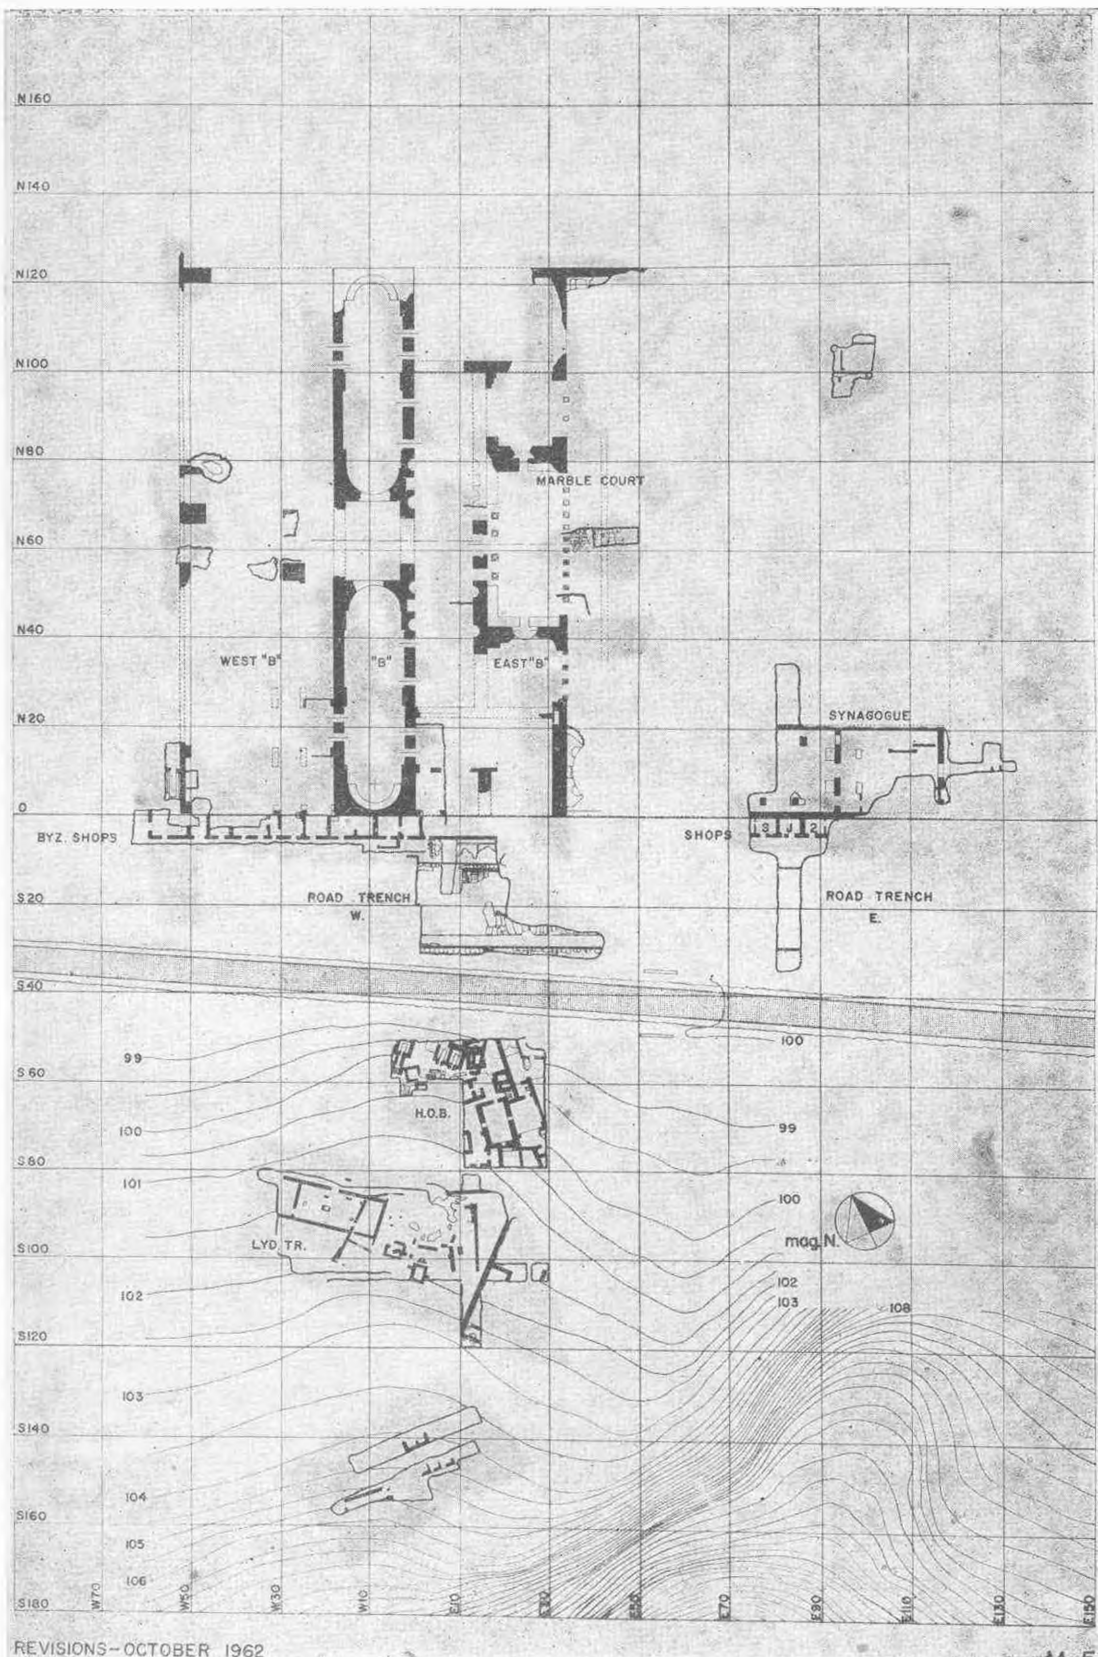 N160
N140
N120
N100
N80
MARBLE COURT
N60
N40
WEST "B"
"B"
EAST "B"
N20
SYNAGOGUE
0
BYZ. SHOPS
SHOPS
3 1 2
S20
ROAD TRENCH
W.
ROAD TRENCH
E.
S40
99
100
S60
H.O.B.
100
99
S80
101
100
LYD. TR.
mag. N.
S100
102
102
103
108
S120
103
S140
104
S160
105
106
S180
W70
W50
W30
W10
E10
E70
E90
E110
E130
E150
REVISIONS-OCTOBER 1962